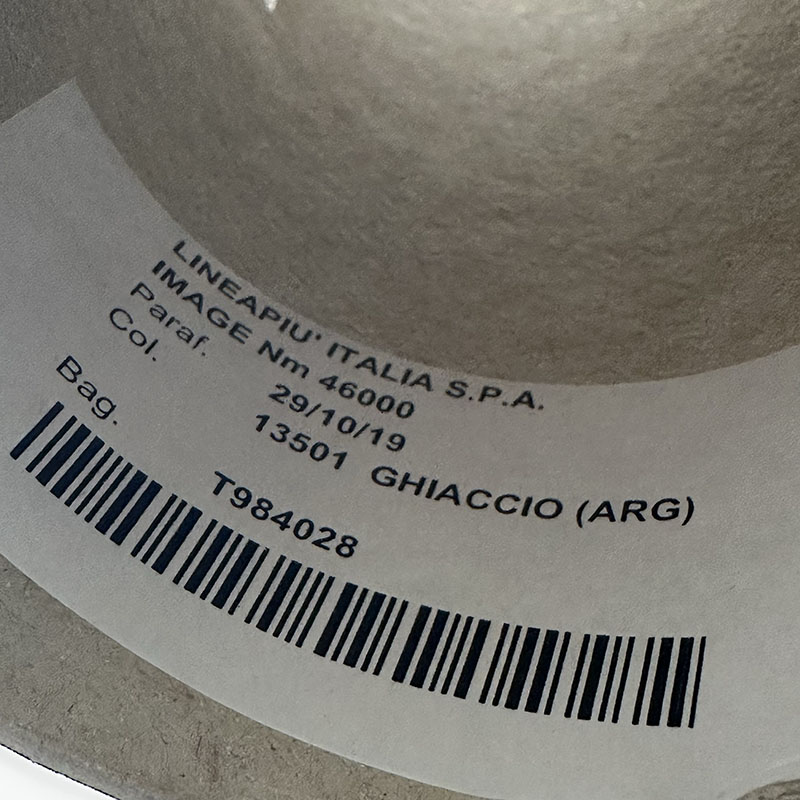 LINEAPIU' ITALIA S.P.A.
IMAGE Nm 46000
Paraf. 29/10/19
Col. 13501 GHIACCIO (ARG)
Bag. T984028